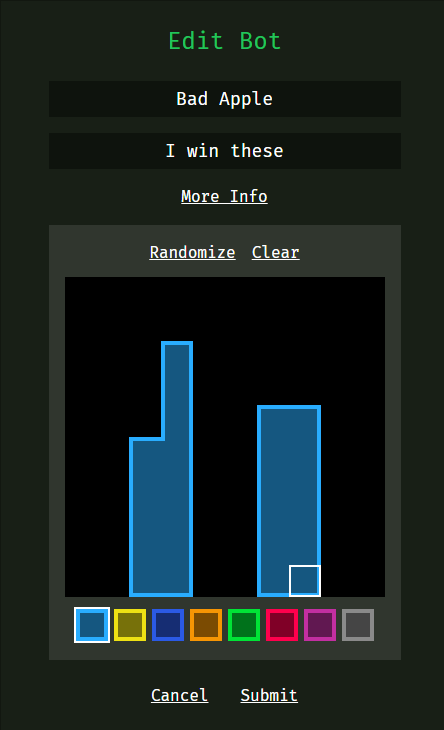 Edit Bot
Bad Apple
I win these
More Info
Randomize Clear
Cancel Submit